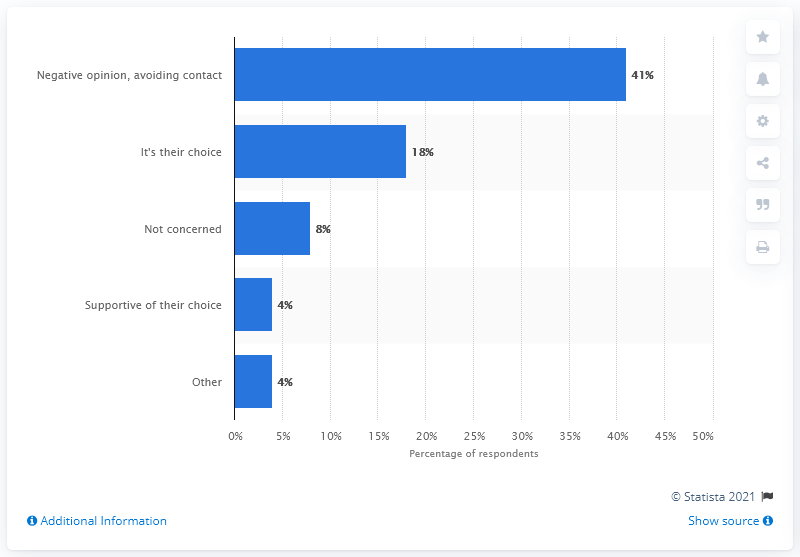 Negative opinion, avoiding contact 41%
It's their choice 18%
Not concerned 8%
Supportive of their choice 4%
Other 4%
0% 5% 10% 15% 20% 25% 30% 35% 40% 45% 50%
Percentage of respondents
© Statista 2021
Additional Information Show source